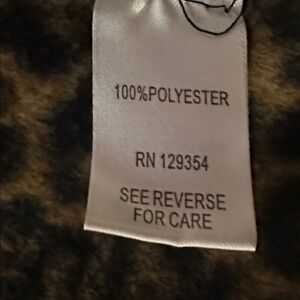 100%POLYESTER
RN 129354
SEE REVERSE
FOR CARE